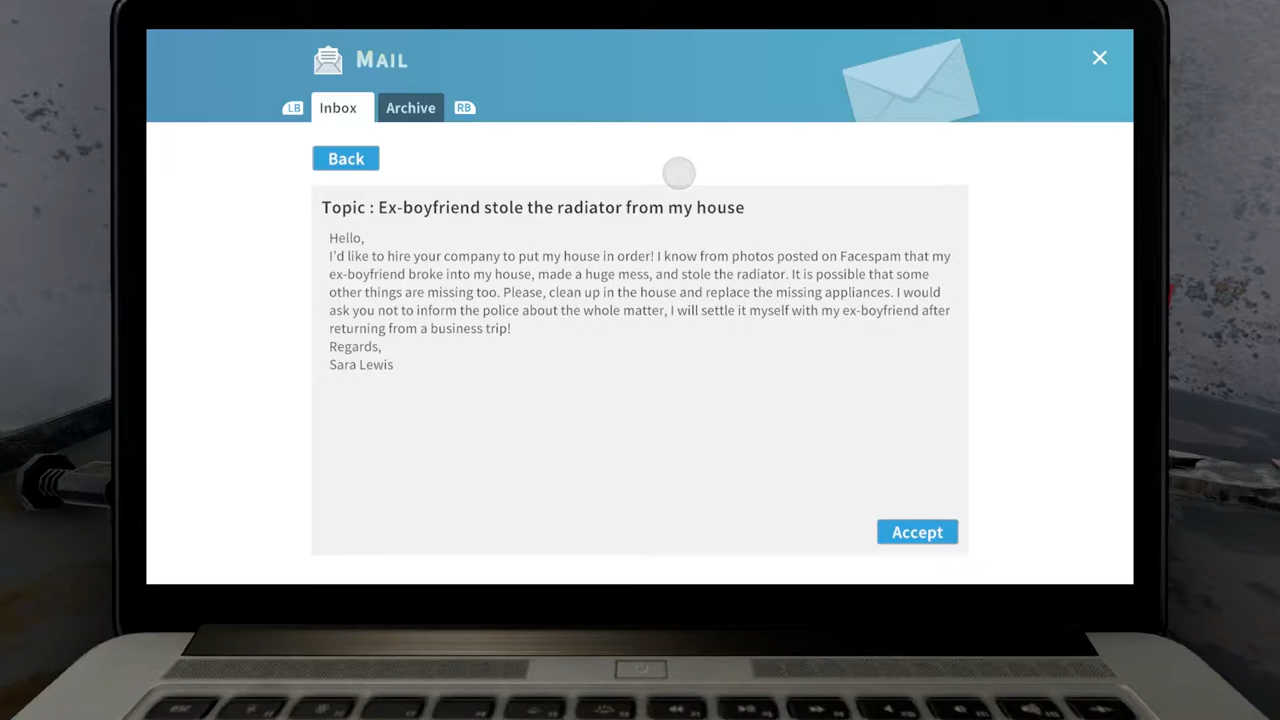 MAIL
LB Inbox Archive RB
Back
Topic : Ex-boyfriend stole the radiator from my house
Hello,
I'd like to hire your company to put my house in order! I know from photos posted on Facespam that my
ex-boyfriend broke into my house, made a huge mess, and stole the radiator. It is possible that some
other things are missing too. Please, clean up in the house and replace the missing appliances. I would
ask you not to inform the police about the whole matter, I will settle it myself with my ex-boyfriend after
returning from a business trip!
Regards,
Sara Lewis
Accept